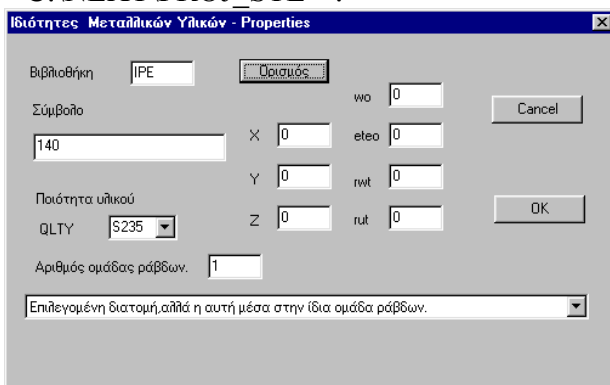 Ιδιότητες Μεταλλικών Υλικών - Properties
Βιβλιοθήκη IPE Ορισμός
wo 0
Cancel
Σύμβολο
140
X 0 eteo 0
Y 0 rwt 0
Ποιότητα υλικού
QLTY S235
Z 0 rut 0
OK
Αριθμός ομάδας ράβδων. 1
Επιλεγομένη διατομή,αλλά η αυτή μέσα στην ίδια ομάδα ράβδων.